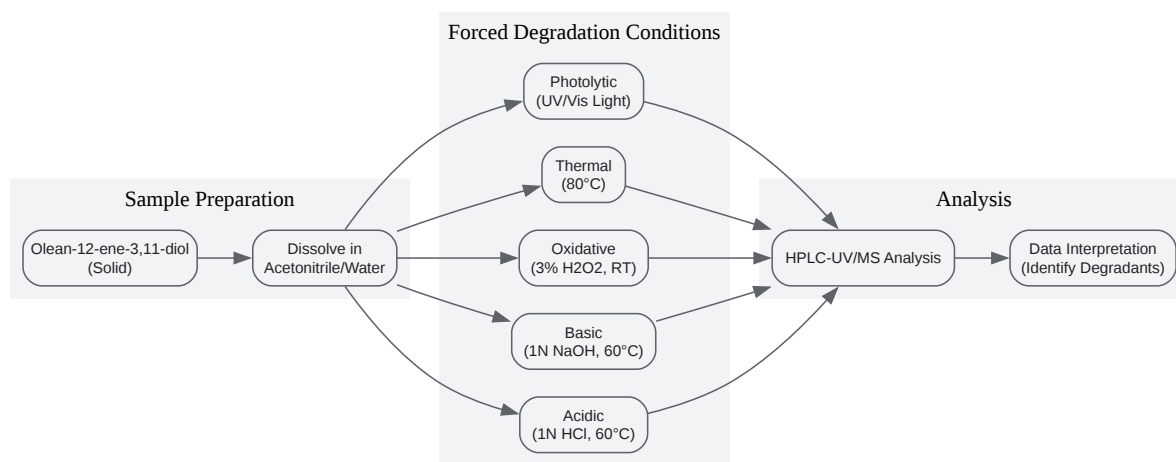 Sample Preparation
Olean-12-ene-3,11-diol
(Solid)
Dissolve in
Acetonitrile/Water
Forced Degradation Conditions
Photolytic
(UV/Vis Light)
Thermal
(80°C)
Oxidative
(3% H2O2, RT)
Basic
(1N NaOH, 60°C)
Acidic
(1N HCl, 60°C)
Analysis
HPLC-UV/MS Analysis
Data Interpretation
(Identify Degradants)